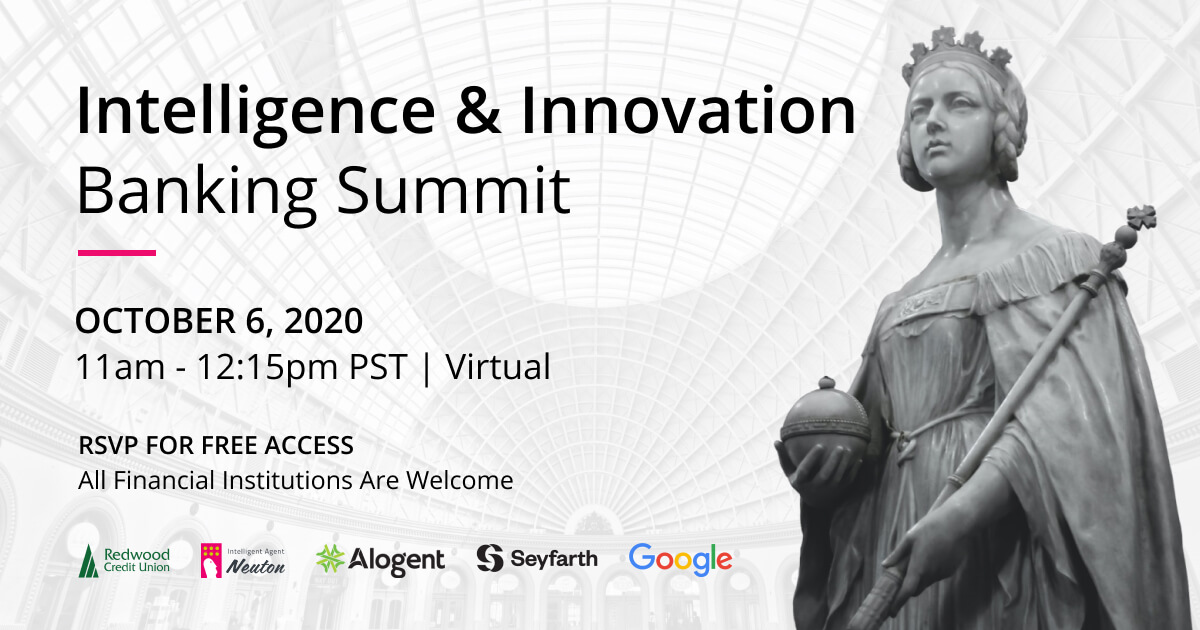 Intelligence & Innovation
Banking Summit
OCTOBER 6, 2020
11am - 12:15pm PST | Virtual
RSVP FOR FREE ACCESS
All Financial Institutions Are Welcome
Redwood
Credit Union
Intelligent Agent
Neuton
Alogent
Seyfarth
Google